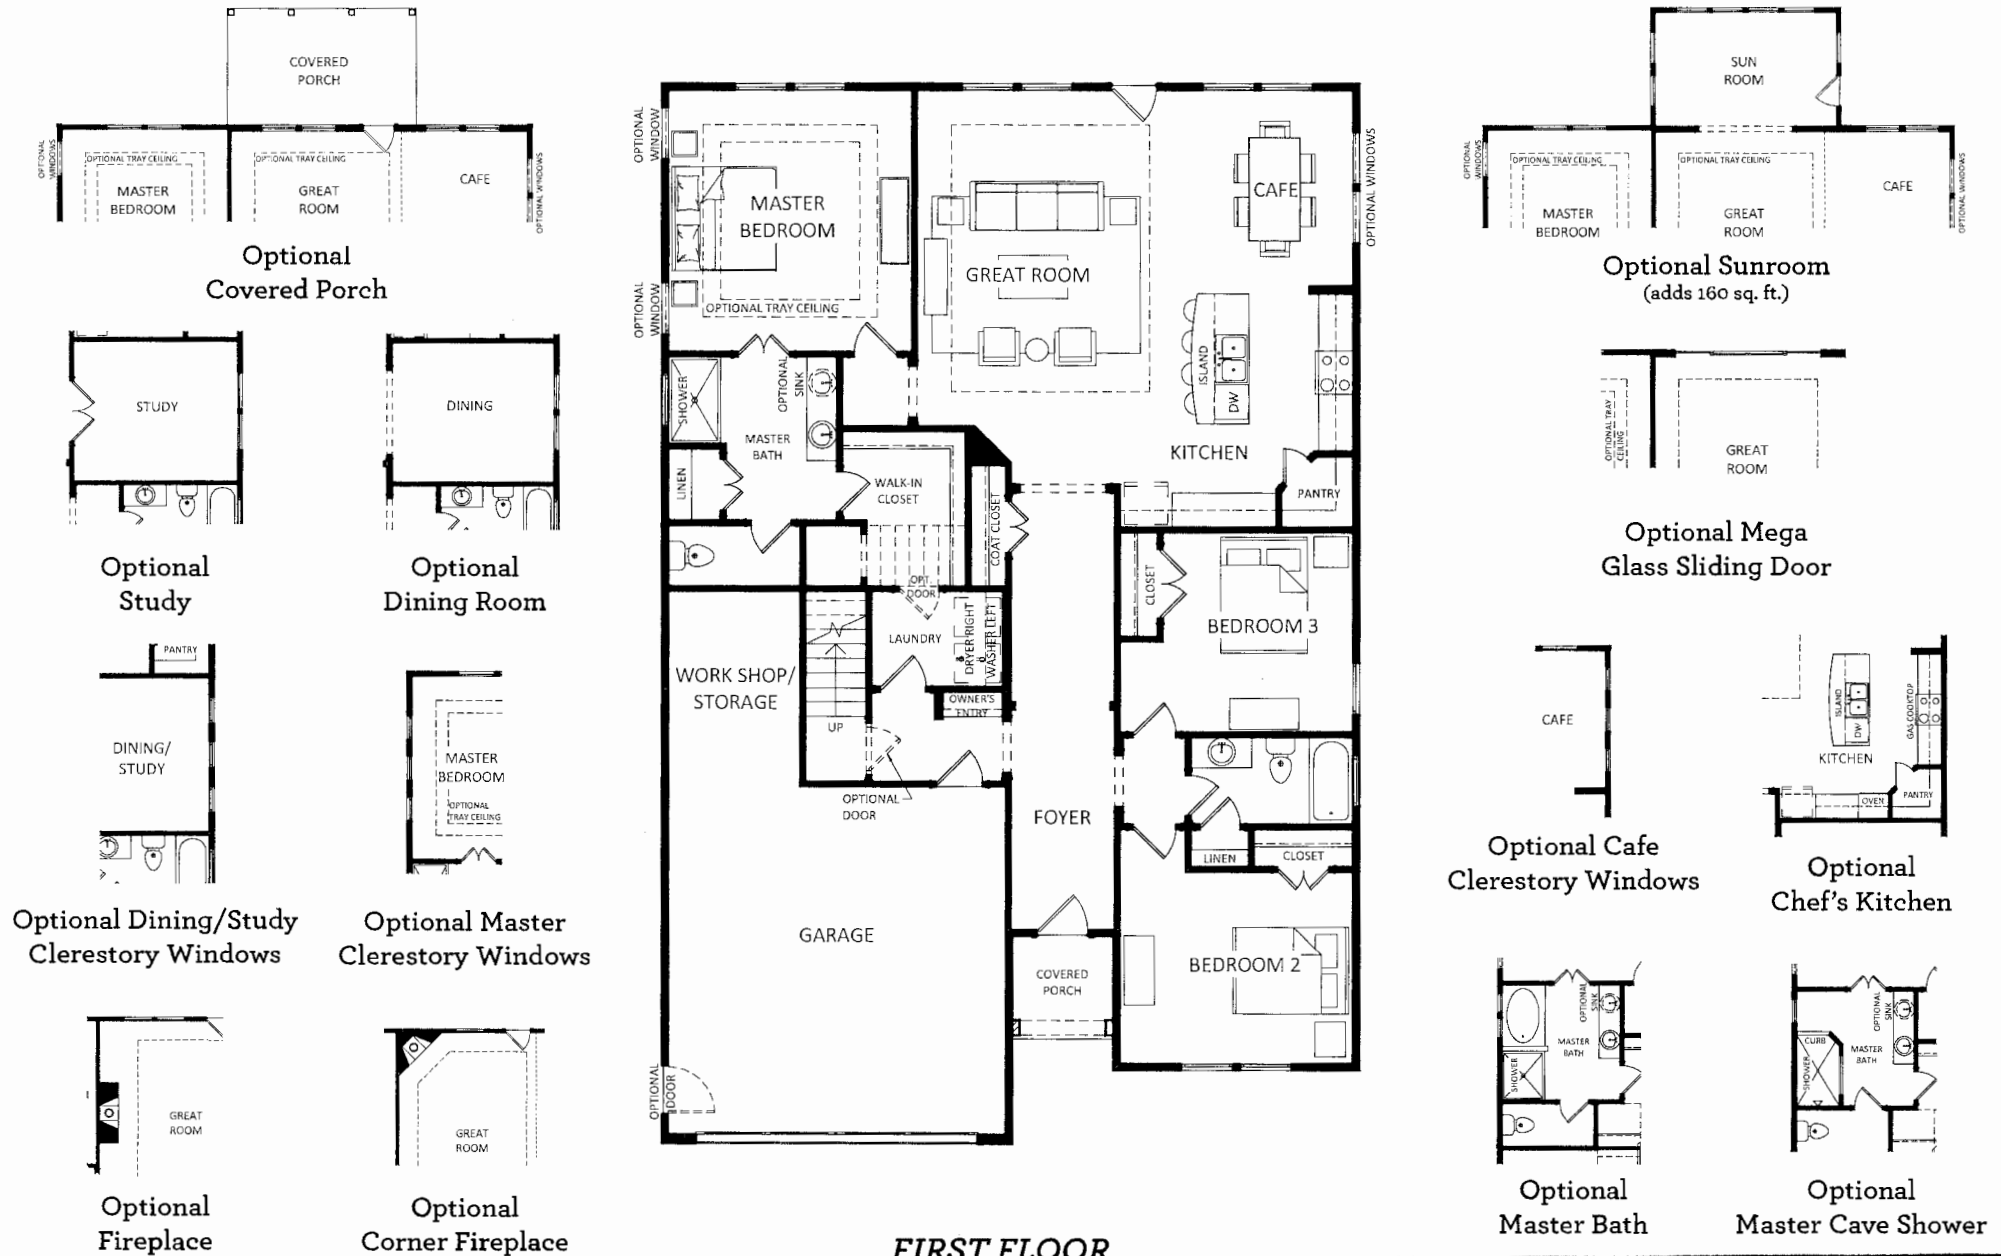 COVERED
PORCH
OPTIONAL
WINDOWS
OPTIONAL TRAY CEILING
MASTER
BEDROOM
OPTIONAL TRAY CEILING
GREAT
ROOM
CAFE
OPTIONAL WINDOWS
Optional
Covered Porch
STUDY
Optional
Study
DINING
Optional
Dining Room
PANTRY
DINING/
STUDY
Optional Dining/Study
Clerestory Windows
MASTER
BEDROOM
OPTIONAL
TRAY CEILING
Optional Master
Clerestory Windows
GREAT
ROOM
Optional
Fireplace
GREAT
ROOM
Optional
Corner Fireplace
OPTIONAL
WINDOW
MASTER
BEDROOM
OPTIONAL TRAY CEILING
OPTIONAL
WINDOW
GREAT ROOM
CAFE
OPTIONAL WINDOWS
SHOWER
OPTIONAL
SINK
MASTER
BATH
LINEN
WALK-IN
CLOSET
COAT CLOSET
ISLAND
DW
KITCHEN
PANTRY
OPT.
DOOR
LAUNDRY
DRYER RIGHT
WASHER LEFT
CLOSET
BEDROOM 3
WORK SHOP/
STORAGE
UP
OWNER'S
ENTRY
OPTIONAL
DOOR
FOYER
LINEN
CLOSET
GARAGE
COVERED
PORCH
BEDROOM 2
OPTIONAL
DOOR
FIRST FLOOR
SUN
ROOM
OPTIONAL
WINDOWS
OPTIONAL TRAY CEILING
MASTER
BEDROOM
OPTIONAL TRAY CEILING
GREAT
ROOM
CAFE
OPTIONAL WINDOWS
Optional Sunroom
(adds 160 sq. ft.)
OPTIONAL TRAY
CEILING
GREAT
ROOM
Optional Mega
Glass Sliding Door
CAFE
Optional Cafe
Clerestory Windows
ISLAND
DW
GAS COOKTOP
KITCHEN
OVEN
PANTRY
Optional
Chef's Kitchen
OPTIONAL
SINK
MASTER
BATH
SHOWER
Optional
Master Bath
OPTIONAL
SINK
CURB
SHOWER
MASTER
BATH
Optional
Master Cave Shower